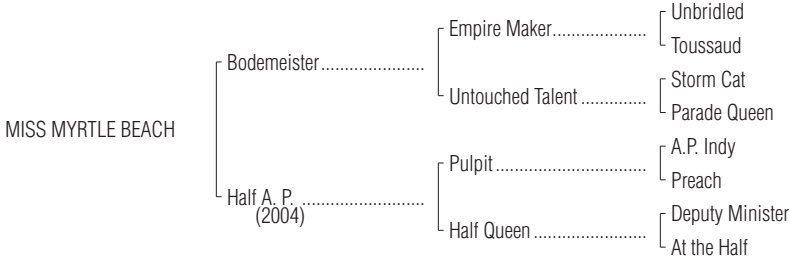 Unbridled
Empire Maker....................
Toussaud
Bodemeister......................
Storm Cat
Untouched Talent ..............
Parade Queen
MISS MYRTLE BEACH
A.P. Indy
Pulpit................................
Preach
Half A. P. ..........................
(2004)
Deputy Minister
Half Queen ........................
At the Half